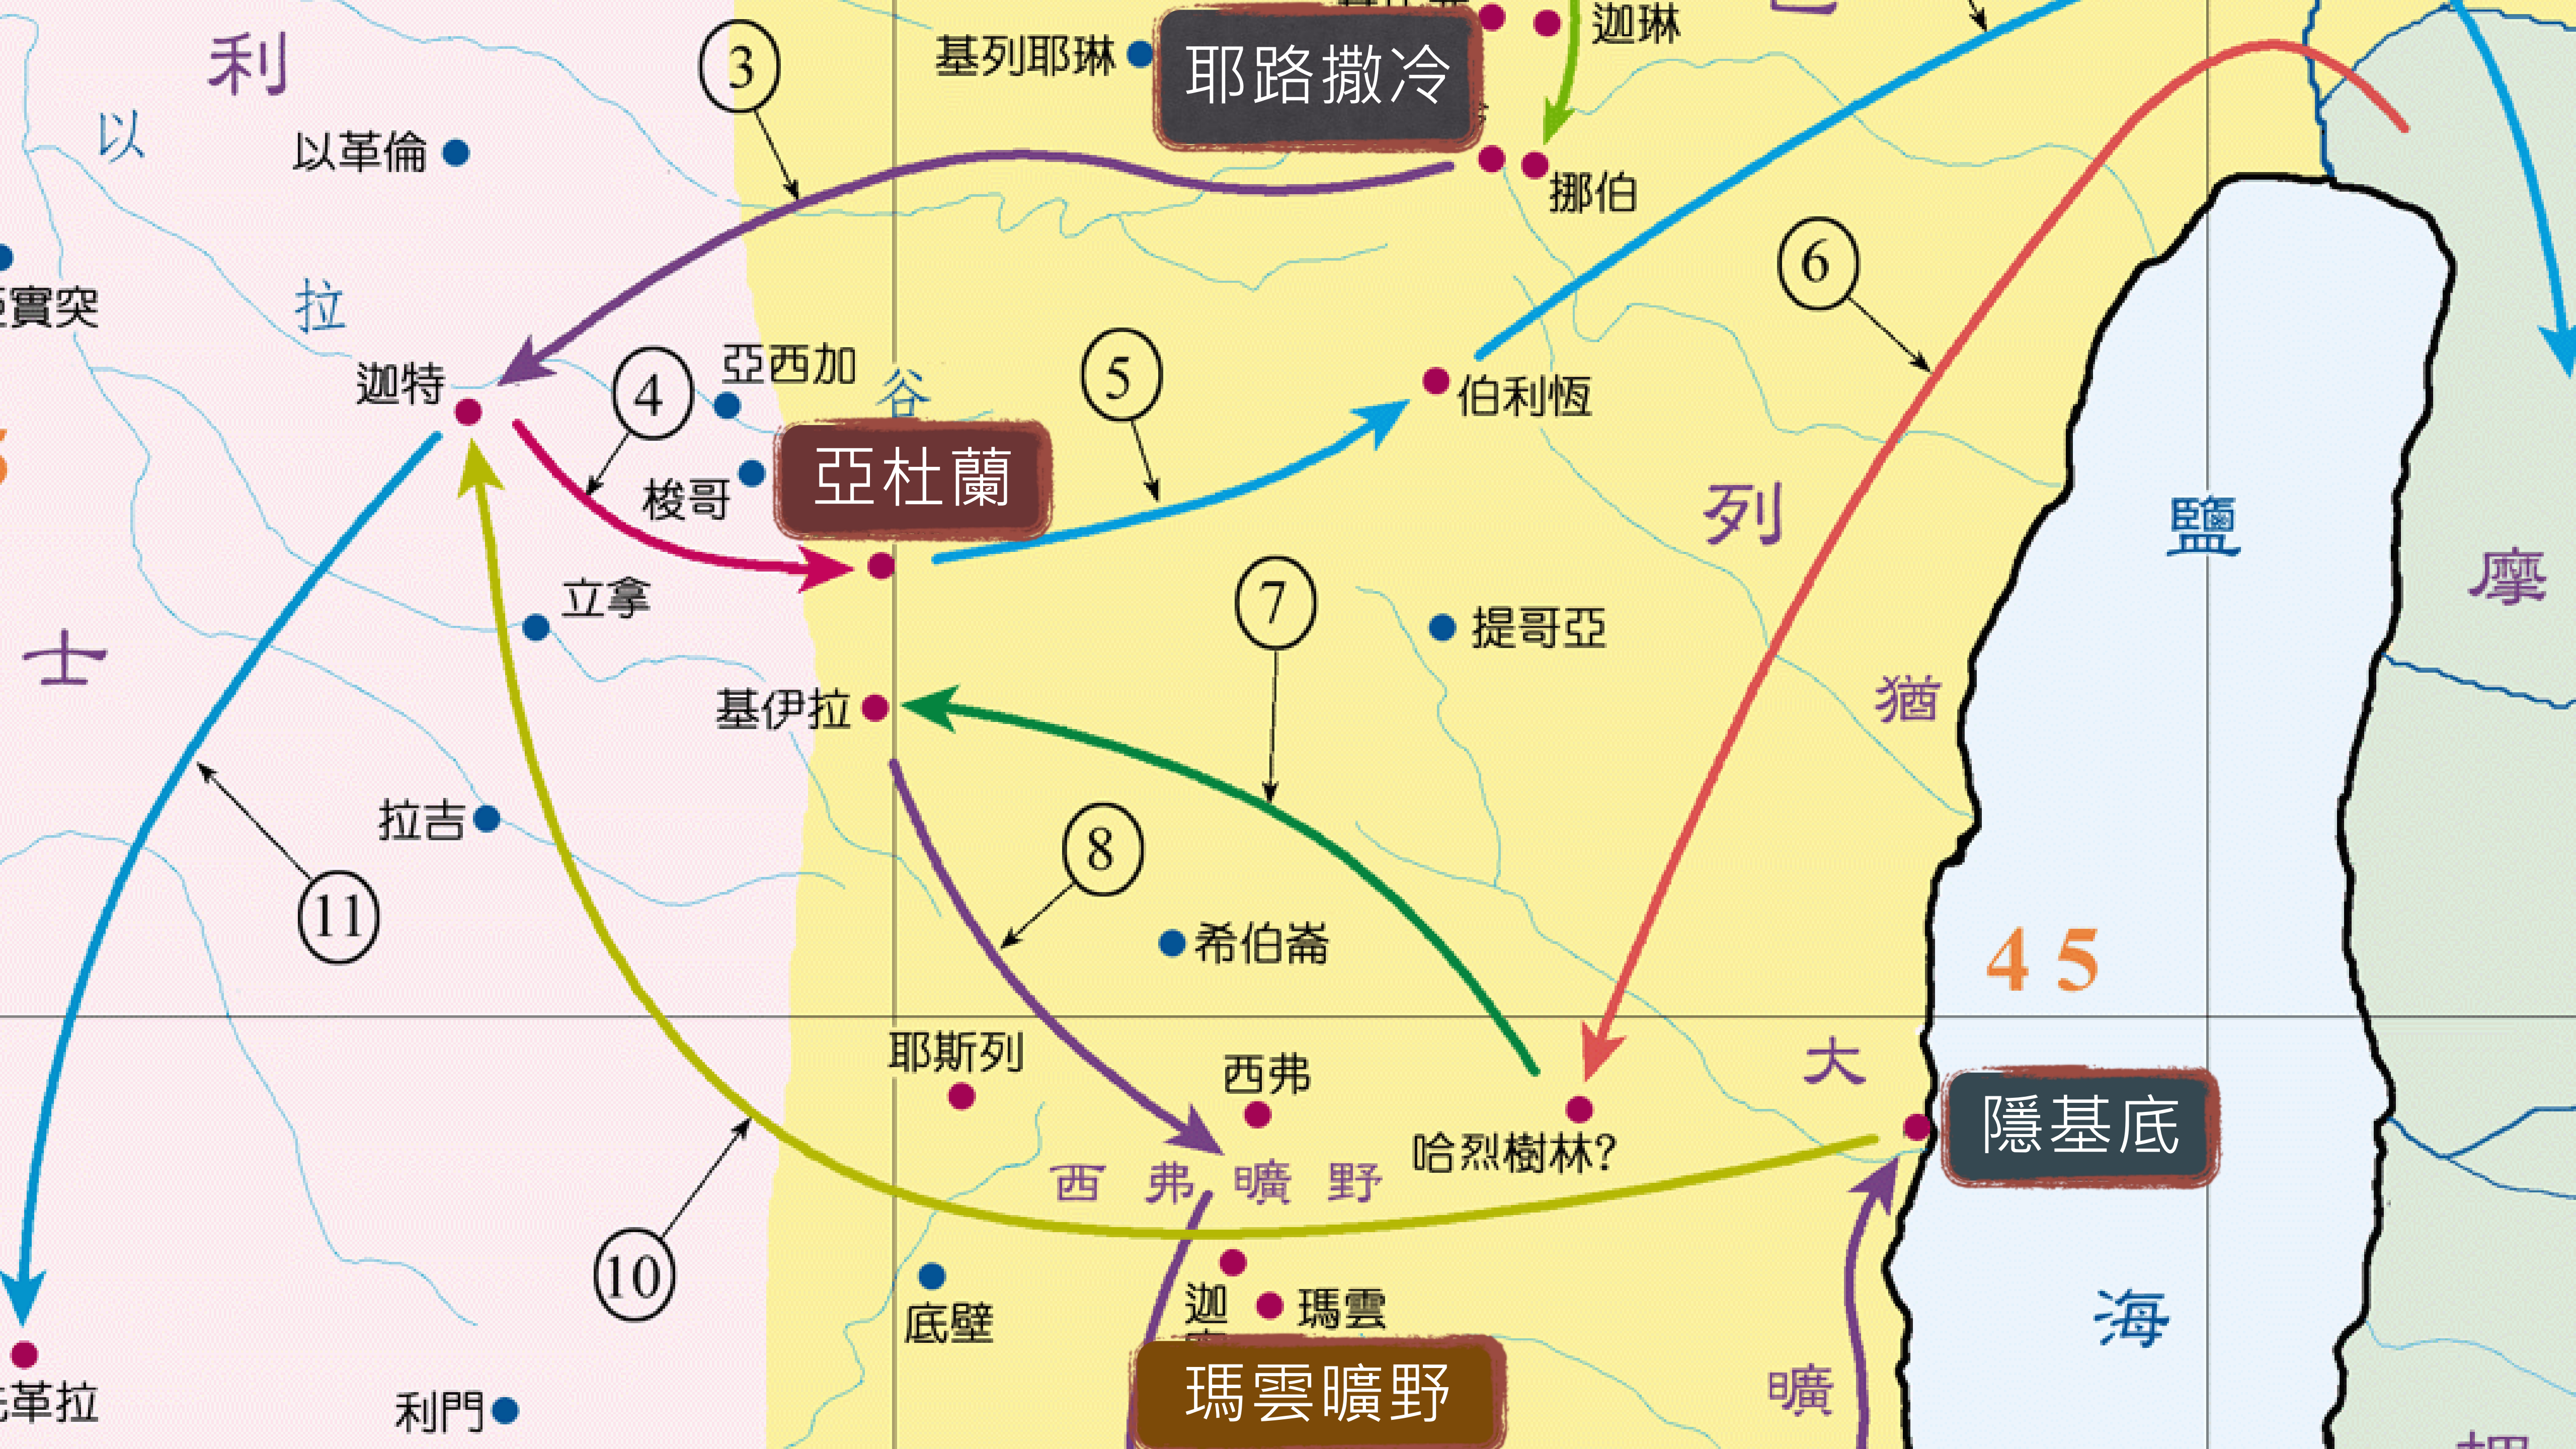 迦琳
基列耶琳
耶路撒冷
利
3
以
以革倫
挪伯
6
拉
實突
亞西加
5
迦特
4
谷
伯利恆
亞杜蘭
梭哥
列
鹽
摩
立拿
7
提哥亞
士
基伊拉
猶
拉吉
8
11
希伯崙
45
耶斯列
西弗
大
隱基底
哈烈樹林?
西弗曠野
10
底壁
迦
瑪雲
海
瑪雲曠野
曠
革拉
利門